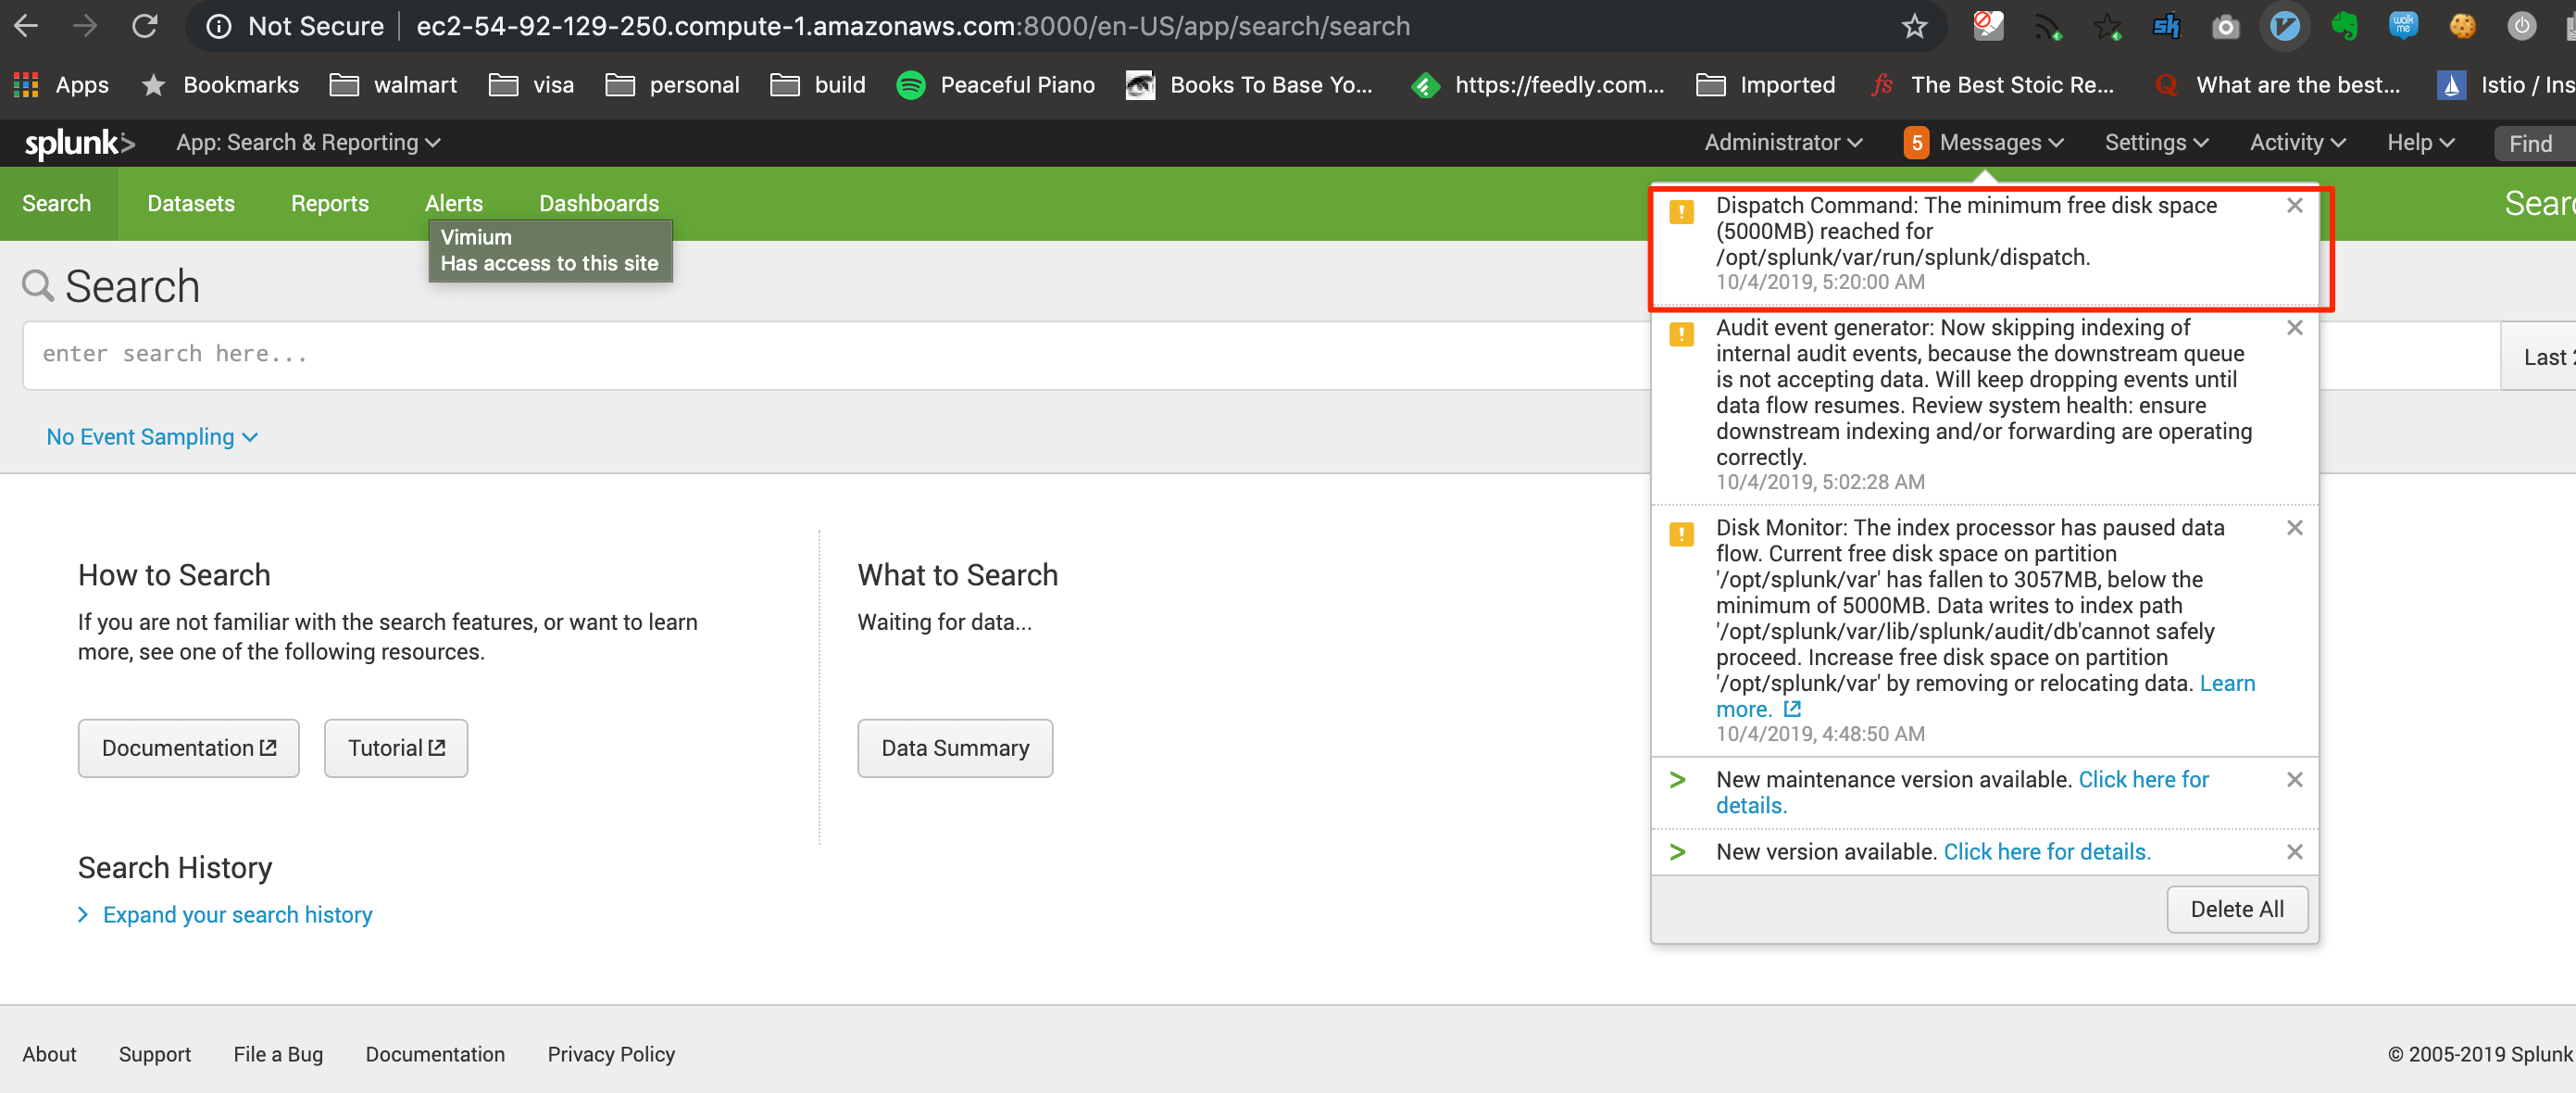 Not Secure | ec2-54-92-129-250.compute-1.amazonaws.com:8000/en-US/app/search/search
Apps Bookmarks walmart visa personal build Peaceful Piano Books To Base Yo... https://feedly.com... Imported The Best Stoic Re... What are the best... Istio / Ins
splunk> App: Search & Reporting Administrator 5 Messages Settings Activity Help Find
Search Datasets Reports Alerts Dashboards
Vimium
Has access to this site
Search
enter search here...
Last
No Event Sampling
How to Search
If you are not familiar with the search features, or want to learn
more, see one of the following resources.
Documentation Tutorial
What to Search
Waiting for data...
Data Summary
Search History
Expand your search history
Dispatch Command: The minimum free disk space
(5000MB) reached for
/opt/splunk/var/run/splunk/dispatch.
10/4/2019, 5:20:00 AM
Audit event generator: Now skipping indexing of
internal audit events, because the downstream queue
is not accepting data. Will keep dropping events until
data flow resumes. Review system health: ensure
downstream indexing and/or forwarding are operating
correctly.
10/4/2019, 5:02:28 AM
Disk Monitor: The index processor has paused data
flow. Current free disk space on partition
'/opt/splunk/var' has fallen to 3057MB, below the
minimum of 5000MB. Data writes to index path
'/opt/splunk/var/lib/splunk/audit/db'cannot safely
proceed. Increase free disk space on partition
'/opt/splunk/var' by removing or relocating data. Learn
more.
10/4/2019, 4:48:50 AM
New maintenance version available. Click here for
details.
New version available. Click here for details.
Delete All
About Support File a Bug Documentation Privacy Policy
© 2005-2019 Splunk